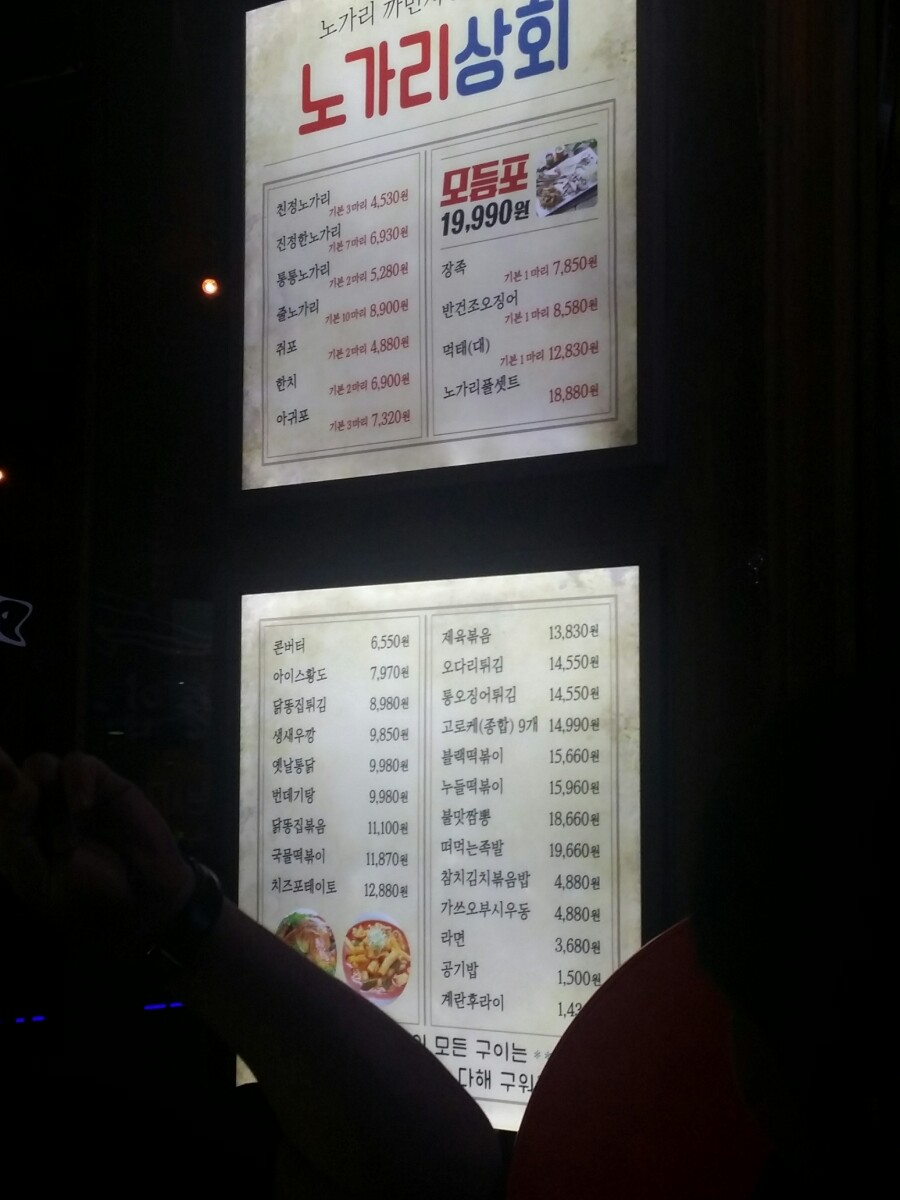 노가리 까먼서
노가리상회
친정노가리
기본 3마리 4,530원
진정한노가리
기본 7마리 6,930원
통통노가리
기본 2마리 5,280원
줄노가리
기본 10마리 8,900원
쥐포
기본 2마리 4,880원
한치
기본 2마리 6,900원
아귀포
기본 3마리 7,320원
모듬포
19,990원
장족
기본 1마리 7,850원
반건조오징어
기본 1마리 8,580원
먹태(대)
기본 1마리 12,830원
노가리풀셋트
18,880원
콘버터 6,550원
아이스황도 7,970원
닭똥집튀김 8,980원
생새우깡 9,850원
옛날통닭 9,980원
번데기탕 9,980원
닭똥집볶음 11,100원
국물떡볶이 11,870원
치즈포테이토 12,880원
제육볶음 13,830원
오다리튀김 14,550원
통오징어튀김 14,550원
고로케(종합) 9개 14,990원
블랙떡볶이 15,660원
누들떡볶이 15,960원
불맛짬뽕 18,660원
떠먹는족발 19,660원
참치김치볶음밥 4,880원
가쓰오부시우동 4,880원
라면 3,680원
공기밥 1,500원
계란후라이 1,43
모든 구이는
다해 구워